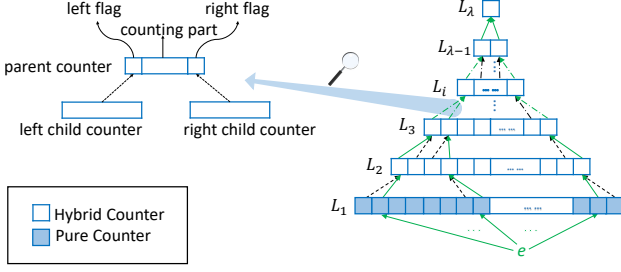 left flag
right flag
counting part
parent counter
left child counter
right child counter
Hybrid Counter
Pure Counter
L_λ
L_{λ−1}
L_i
L_3
L_2
L_1
e